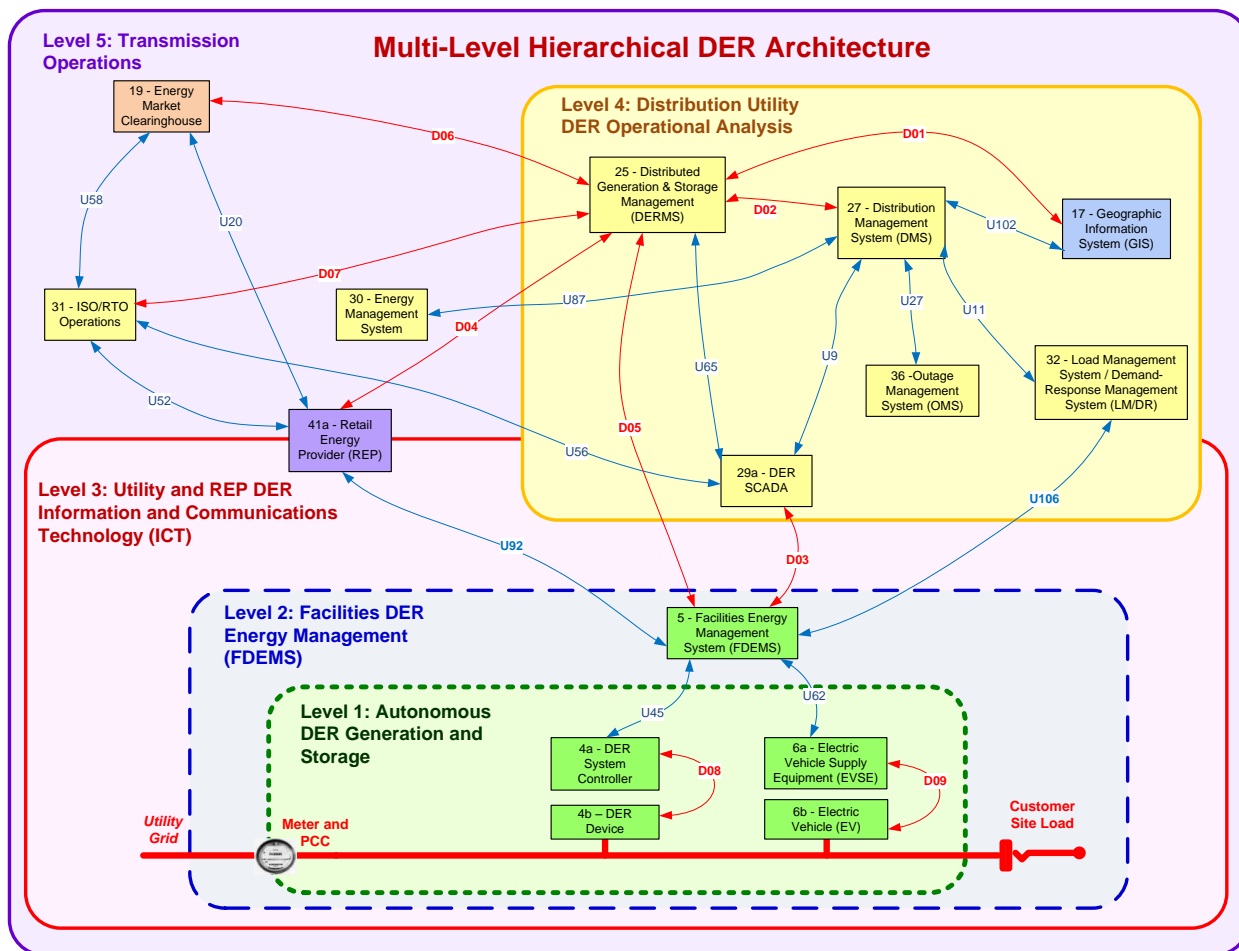 Level 5: Transmission
Operations
Multi-Level Hierarchical DER Architecture
19 - Energy
Market
Clearinghouse
Level 4: Distribution Utility
DER Operational Analysis
D06
D01
25 - Distributed
Generation & Storage
Management
(DERMS)
U58
U20
D02
27 - Distribution
Management
System (DMS)
U102
17 - Geographic
Information
System (GIS)
D07
31 - ISO/RTO
Operations
30 - Energy
Management
System
U87
U27
U11
D04
U65
U9
36 -Outage
Management
System (OMS)
32 - Load Management
System / Demand-
Response Management
System (LM/DR)
U52
41a - Retail
Energy
Provider (REP)
D05
U56
29a - DER
SCADA
Level 3: Utility and REP DER
Information and Communications
Technology (ICT)
U106
U92
D03
Level 2: Facilities DER
Energy Management
(FDEMS)
5 - Facilities Energy
Management
System (FDEMS)
U62
U45
Level 1: Autonomous
DER Generation and
Storage
4a - DER
System
Controller
6a - Electric
Vehicle Supply
Equipment (EVSE)
D08
D09
4b – DER
Device
6b - Electric
Vehicle (EV)
Utility
Grid
Meter and
PCC
Customer
Site Load